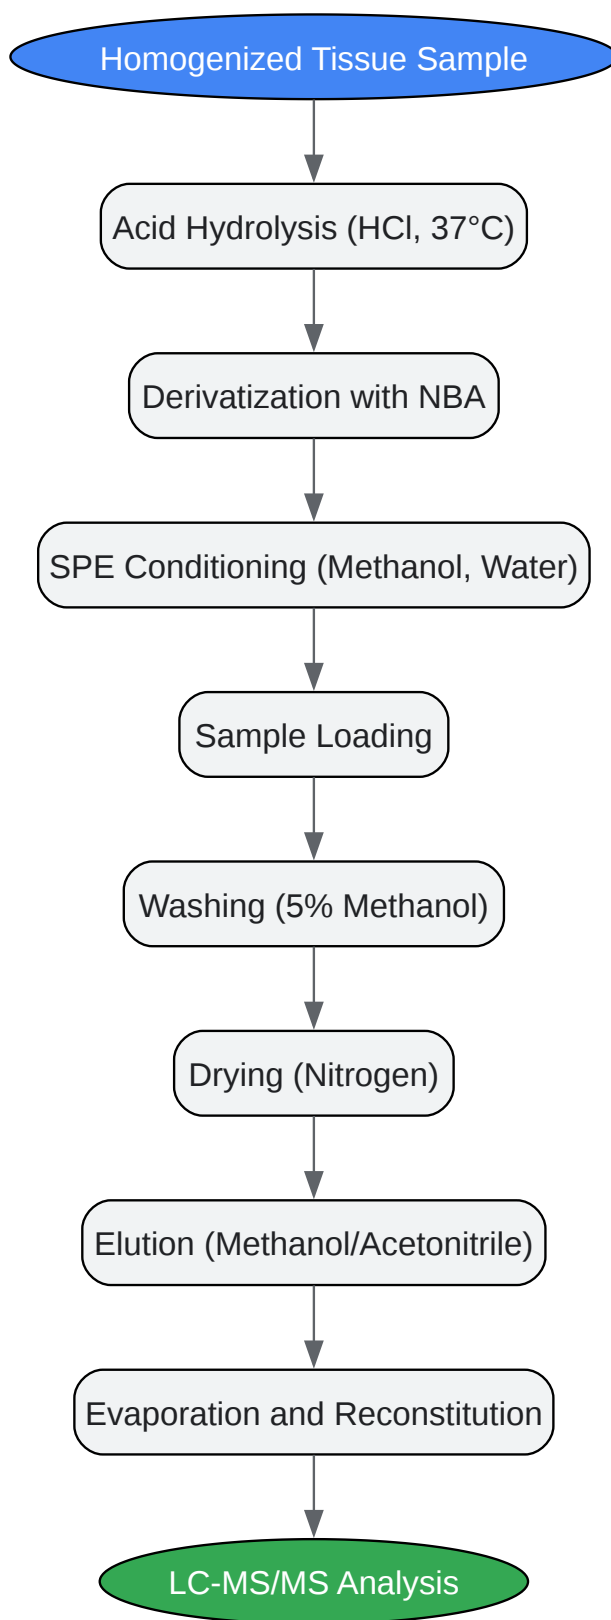 Homogenized Tissue Sample
Acid Hydrolysis (HCl, 37°C)
Derivatization with NBA
SPE Conditioning (Methanol, Water)
Sample Loading
Washing (5% Methanol)
Drying (Nitrogen)
Elution (Methanol/Acetonitrile)
Evaporation and Reconstitution
LC-MS/MS Analysis